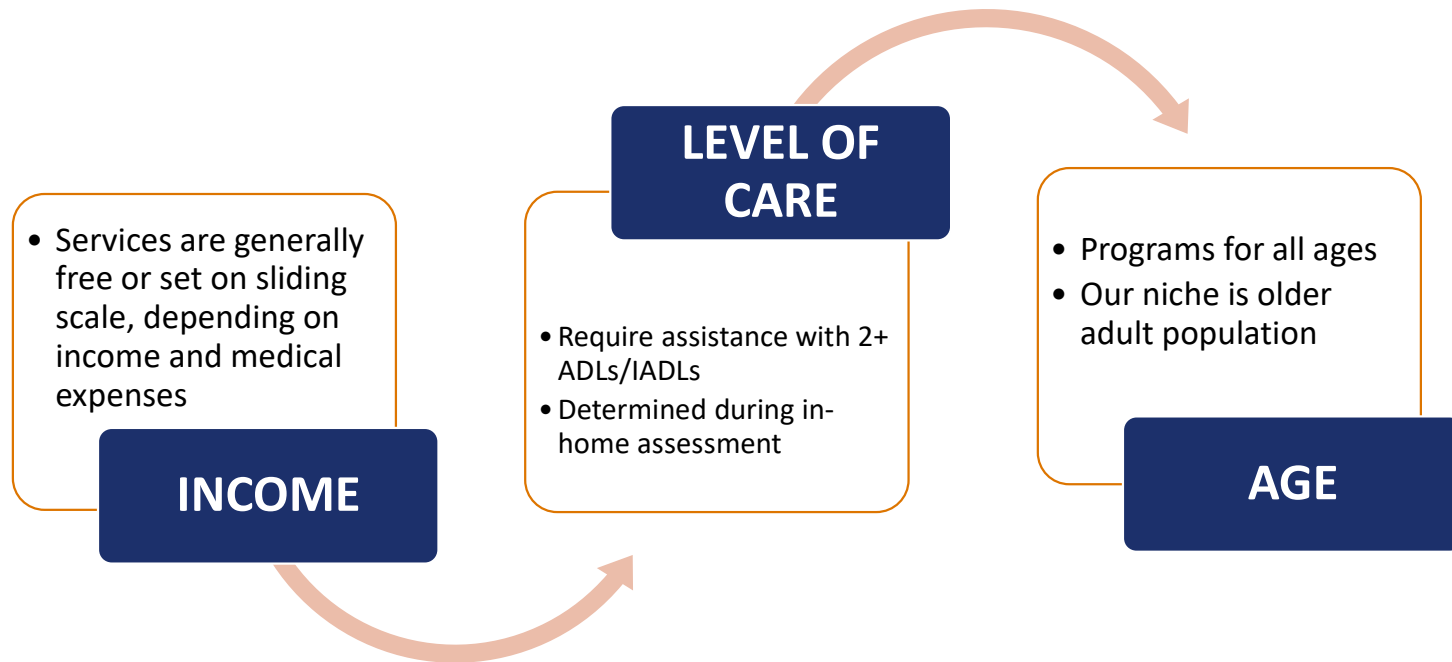 • Services are generally
free or set on sliding
scale, depending on
income and medical
expenses
INCOME
LEVEL OF
CARE
• Require assistance with 2+
ADLs/IADLs
• Determined during in-
home assessment
• Programs for all ages
• Our niche is older
adult population
AGE